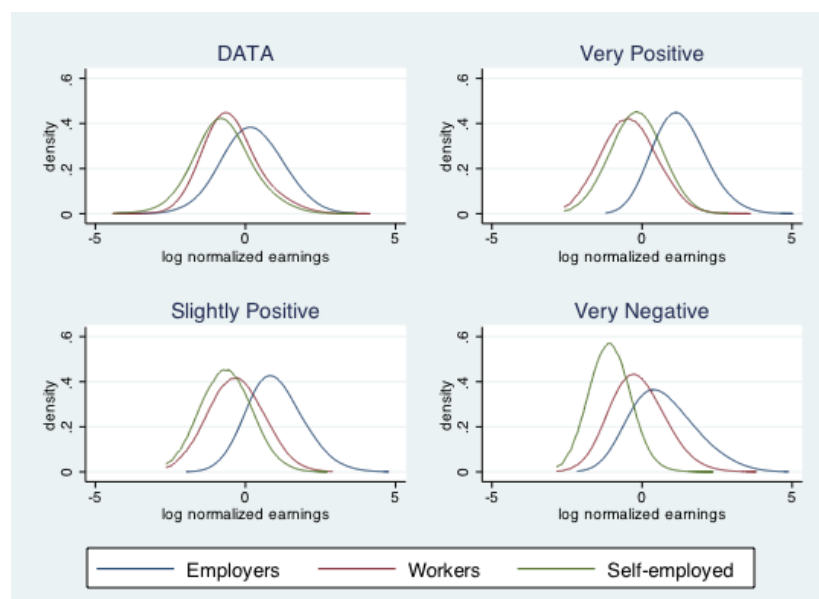 DATA
.6
.4
.2
0
density
-5
0
5
log normalized earnings
Very Positive
.6
.4
.2
0
density
-5
0
5
log normalized earnings
Slightly Positive
.6
.4
.2
0
density
-5
0
5
log normalized earnings
Very Negative
.6
.4
.2
0
density
-5
0
5
log normalized earnings
Employers
Workers
Self-employed